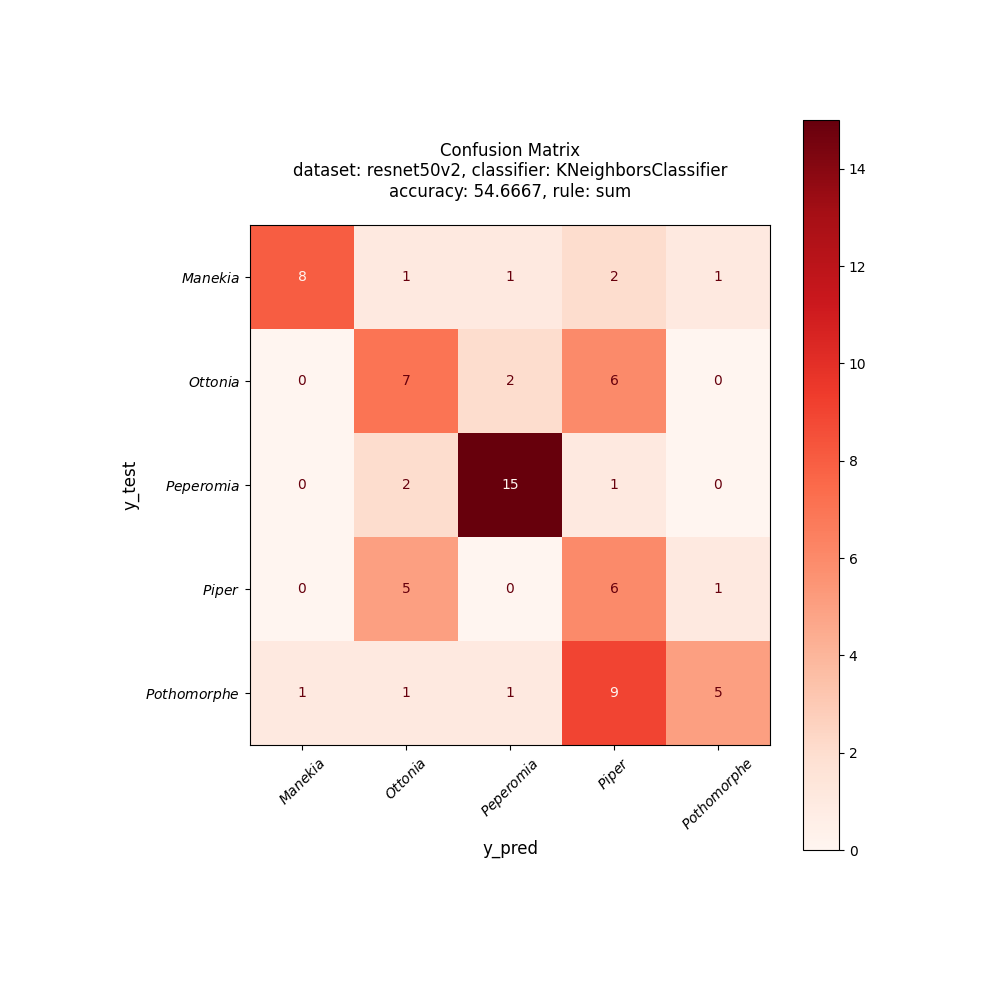 Confusion Matrix
dataset: resnet50v2, classifier: KNeighborsClassifier
accuracy: 54.6667, rule: sum
y_test
Manekia 8 1 1 2 1
Ottonia 0 7 2 6 0
Peperomia 0 2 15 1 0
Piper 0 5 0 6 1
Pothomorphe 1 1 1 9 5
Manekia Ottonia Peperomia Piper Pothomorphe
y_pred
14
12
10
8
6
4
2
0